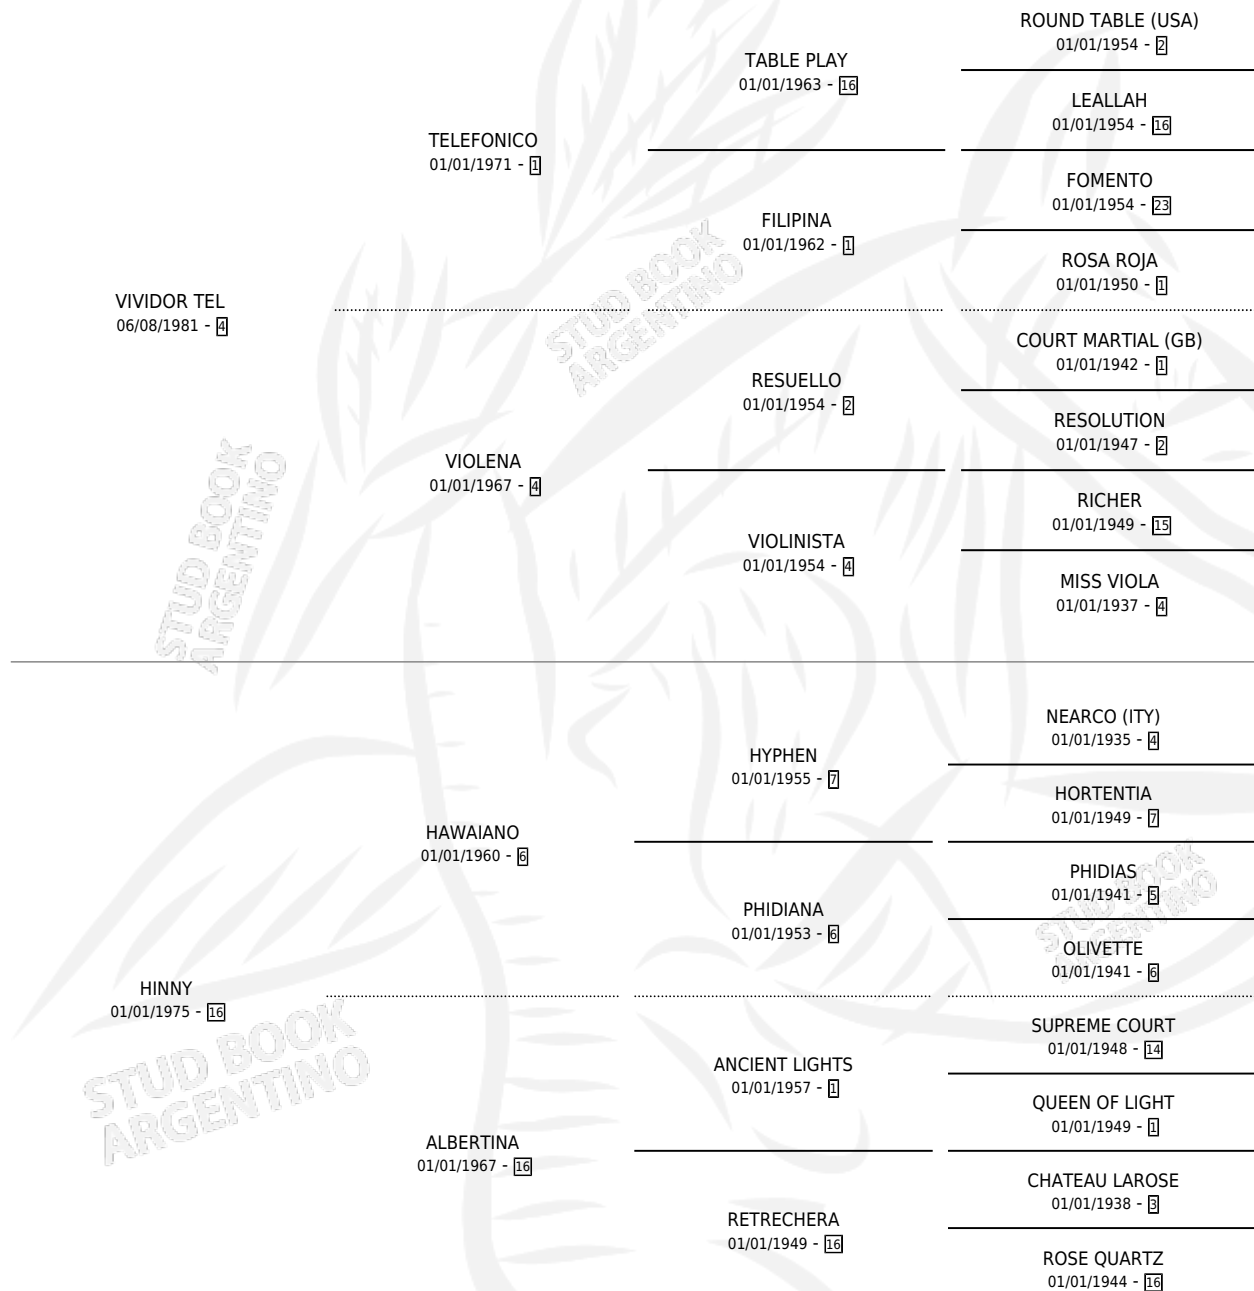 ROUND TABLE (USA)
01/01/1954 - 2
TABLE PLAY
01/01/1963 - 16
LEALLAH
01/01/1954 - 16
TELEFONICO
01/01/1971 - 1
FOMENTO
01/01/1954 - 23
FILIPINA
01/01/1962 - 1
ROSA ROJA
01/01/1950 - 1
VIVIDOR TEL
06/08/1981 - 4
COURT MARTIAL (GB)
01/01/1942 - 1
RESUELLO
01/01/1954 - 2
RESOLUTION
01/01/1947 - 2
VIOLENA
01/01/1967 - 4
RICHER
01/01/1949 - 15
VIOLINISTA
01/01/1954 - 4
MISS VIOLA
01/01/1937 - 4
NEARCO (ITY)
01/01/1935 - 4
HYPHEN
01/01/1955 - 7
HORTENTIA
01/01/1949 - 7
HAWAIANO
01/01/1960 - 6
PHIDIAS
01/01/1941 - 5
PHIDIANA
01/01/1953 - 6
OLIVETTE
01/01/1941 - 6
HINNY
01/01/1975 - 16
SUPREME COURT
01/01/1948 - 14
ANCIENT LIGHTS
01/01/1957 - 1
QUEEN OF LIGHT
01/01/1949 - 1
ALBERTINA
01/01/1967 - 16
CHATEAU LAROSE
01/01/1938 - 3
RETRECHERA
01/01/1949 - 16
ROSE QUARTZ
01/01/1944 - 16
STUD BOOK
ARGENTINO
STUD BOOK
ARGENTINO
STUD BOOK
ARGENTINO
STUD BOOK
ARGENTINO